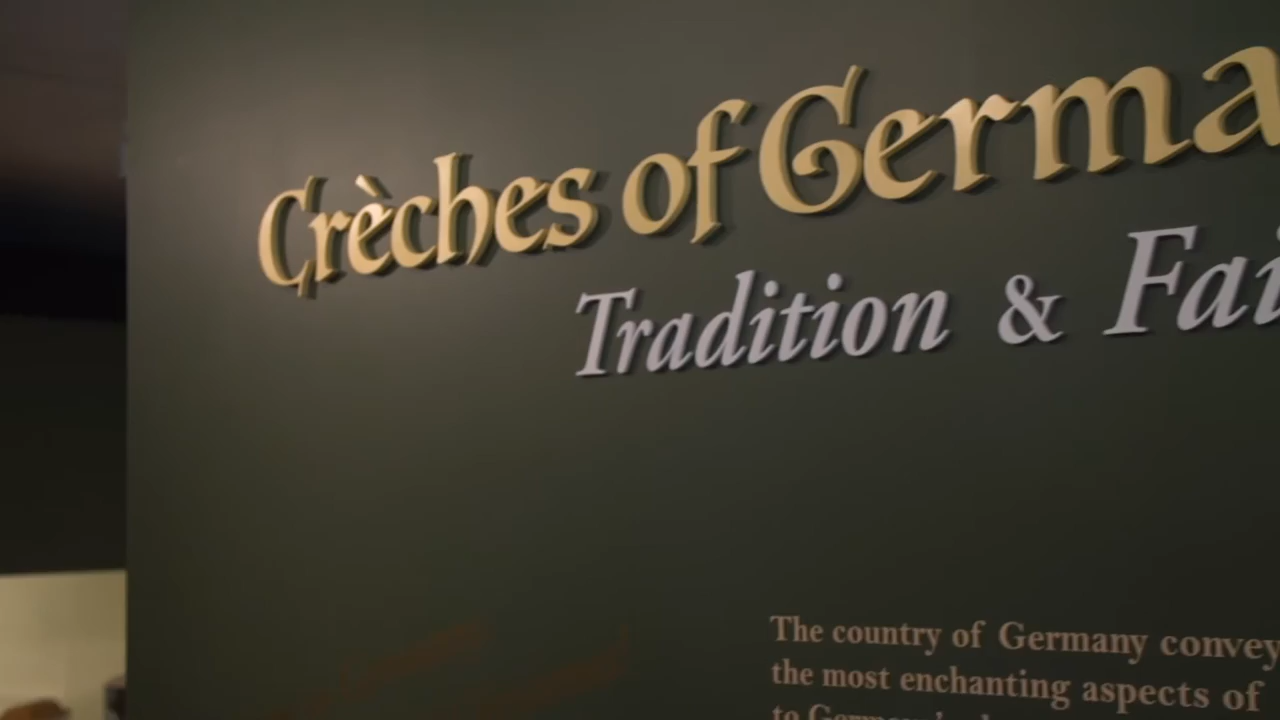 Crèches of Germa
Tradition & Fai
The country of Germany convey
the most enchanting aspects of